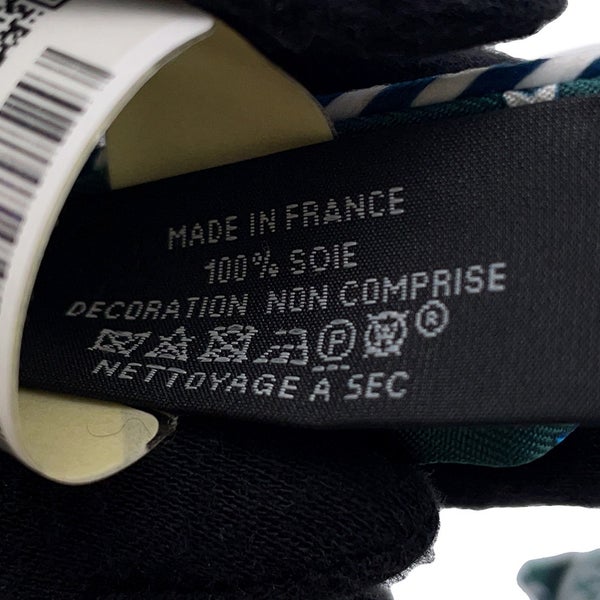 MADE IN FRANCE
100% SOIE
DECORATION NON COMPRISE
P W ®
NETTOYAGE A SEC